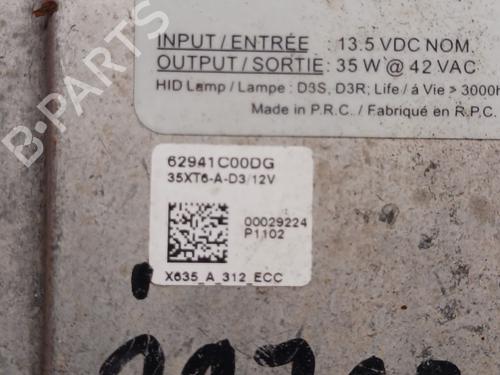 INPUT / ENTRÉE : 13.5 VDC NOM.
OUTPUT / SORTIE : 35 W @ 42 VAC
HID Lamp / Lampe : D3S, D3R; Life / á Vie > 3000h
Made in P.R.C. / Fabriqué en R.P.C.
62941C00DG
35XT6-A-D3/12V
00029224
P1102
X635_A_312_ECC
B-PARTS